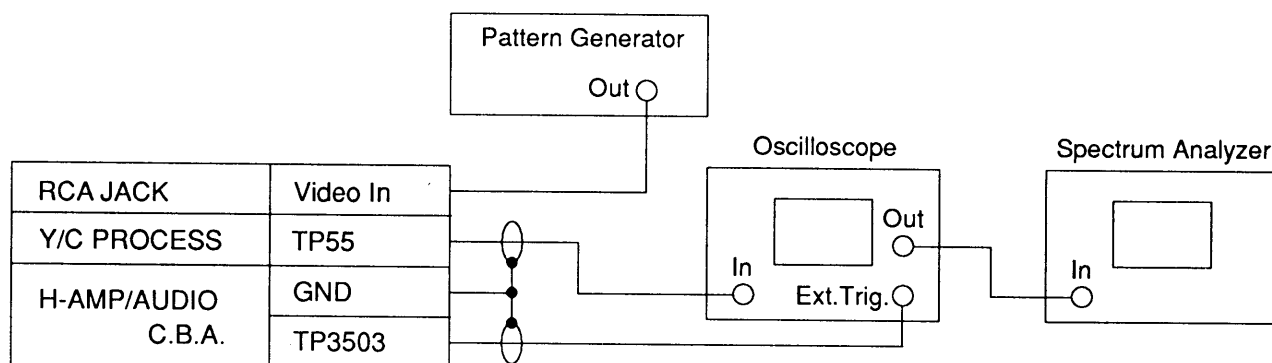 Pattern Generator
Out
RCA JACK
Video In
Y/C PROCESS
TP55
H-AMP/AUDIO
C.B.A.
GND
TP3503
Oscilloscope
Out
In
Ext.Trig.
Spectrum Analyzer
In